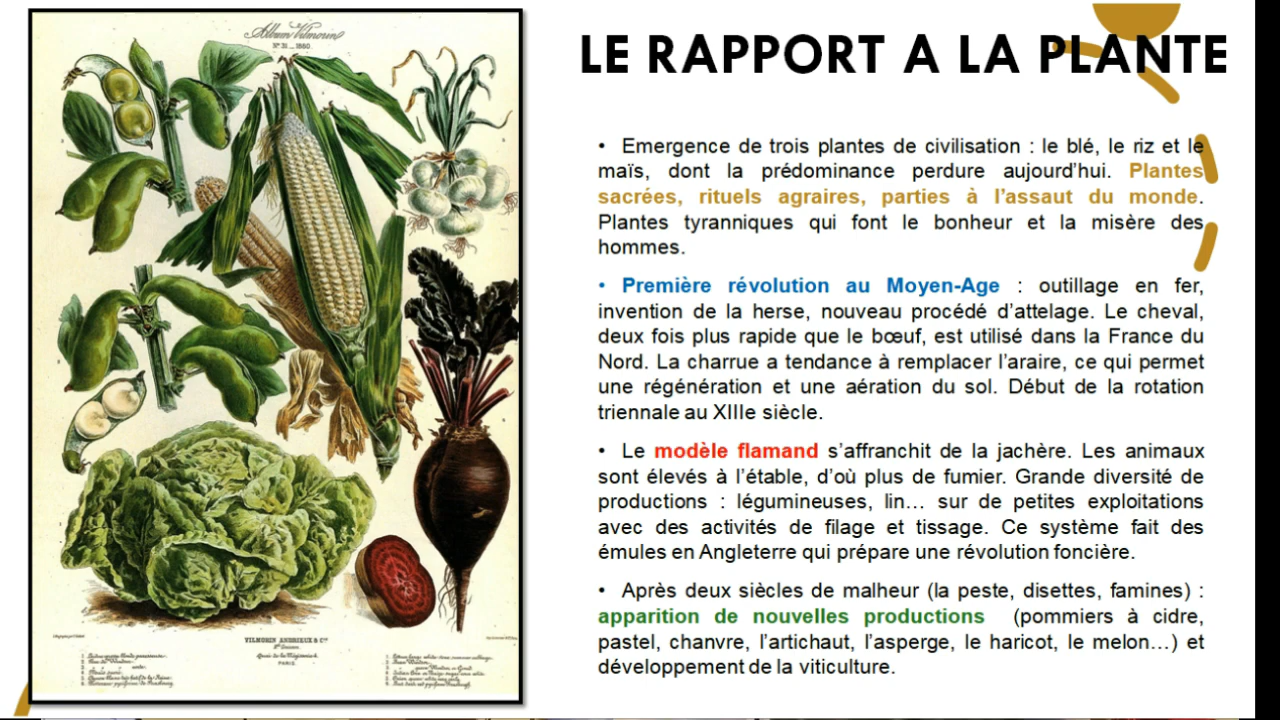 Album Vilmorin
N° 31 _ 1880.
VILMORIN ANDRIEUX & Cie
PARIS.
LE RAPPORT A LA PLANTE
• Emergence de trois plantes de civilisation : le blé, le riz et le
maïs, dont la prédominance perdure aujourd’hui. Plantes
sacrées, rituels agraires, parties à l’assaut du monde.
Plantes tyranniques qui font le bonheur et la misère des
hommes.
• Première révolution au Moyen-Age : outillage en fer,
invention de la herse, nouveau procédé d’attelage. Le cheval,
deux fois plus rapide que le bœuf, est utilisé dans la France du
Nord. La charrue a tendance à remplacer l’araire, ce qui permet
une régénération et une aération du sol. Début de la rotation
triennale au XIIIe siècle.
• Le modèle flamand s’affranchit de la jachère. Les animaux
sont élevés à l’étable, d’où plus de fumier. Grande diversité de
productions : légumineuses, lin… sur de petites exploitations
avec des activités de filage et tissage. Ce système fait des
émules en Angleterre qui prépare une révolution foncière.
• Après deux siècles de malheur (la peste, disettes, famines) :
apparition de nouvelles productions (pommiers à cidre,
pastel, chanvre, l’artichaut, l’asperge, le haricot, le melon…) et
développement de la viticulture.